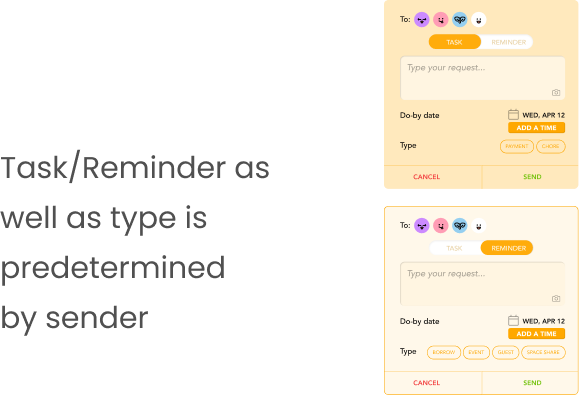 Task/Reminder as
well as type is
predetermined
by sender
To:
TASK REMINDER
Type your request...
Do-by date WED, APR 12
ADD A TIME
Type PAYMENT CHORE
CANCEL SEND
To:
TASK REMINDER
Type your request...
Do-by date WED, APR 12
ADD A TIME
Type BORROW EVENT GUEST SPACE SHARE
CANCEL SEND